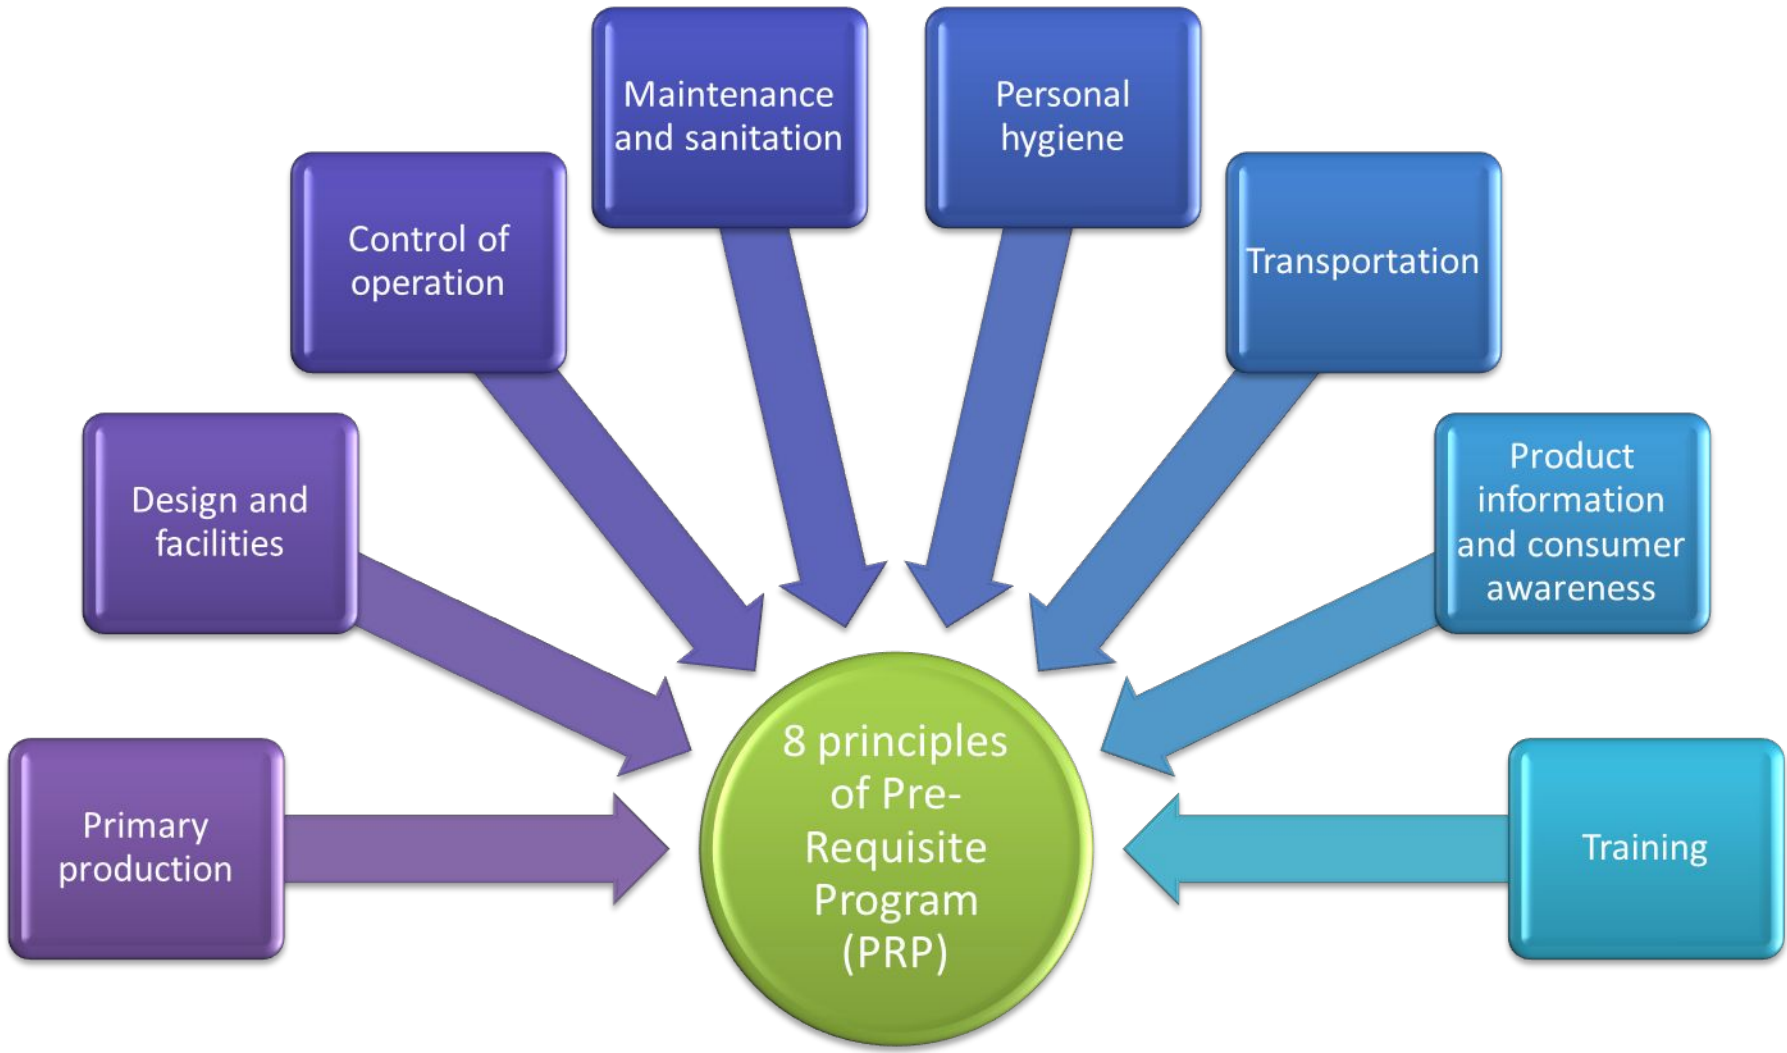 Maintenance
and sanitation
Personal
hygiene
Control of
operation
Transportation
Design and
facilities
Product
information
and consumer
awareness
Primary
production
8 principles
of Pre-
Requisite
Program
(PRP)
Training